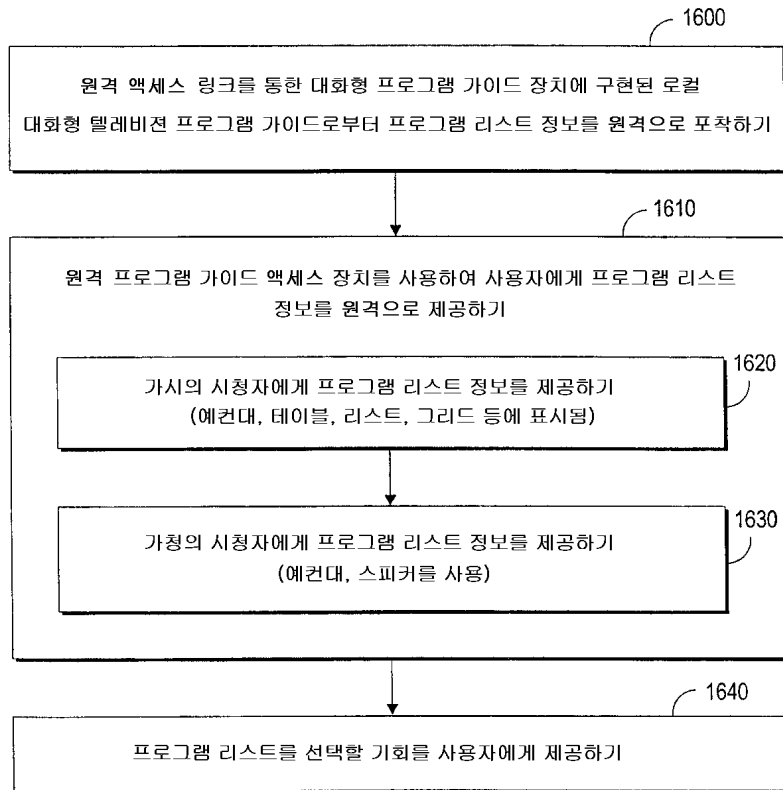 1600
원격 액세스 링크를 통한 대화형 프로그램 가이드 장치에 구현된 로컬
대화형 텔레비젼 프로그램 가이드로부터 프로그램 리스트 정보를 원격으로 포착하기
1610
원격 프로그램 가이드 액세스 장치를 사용하여 사용자에게 프로그램 리스트
정보를 원격으로 제공하기
1620
가시의 시청자에게 프로그램 리스트 정보를 제공하기
(예컨대, 테이블, 리스트, 그리드 등에 표시됨)
1630
가청의 시청자에게 프로그램 리스트 정보를 제공하기
(예컨대, 스피커를 사용)
1640
프로그램 리스트를 선택할 기회를 사용자에게 제공하기